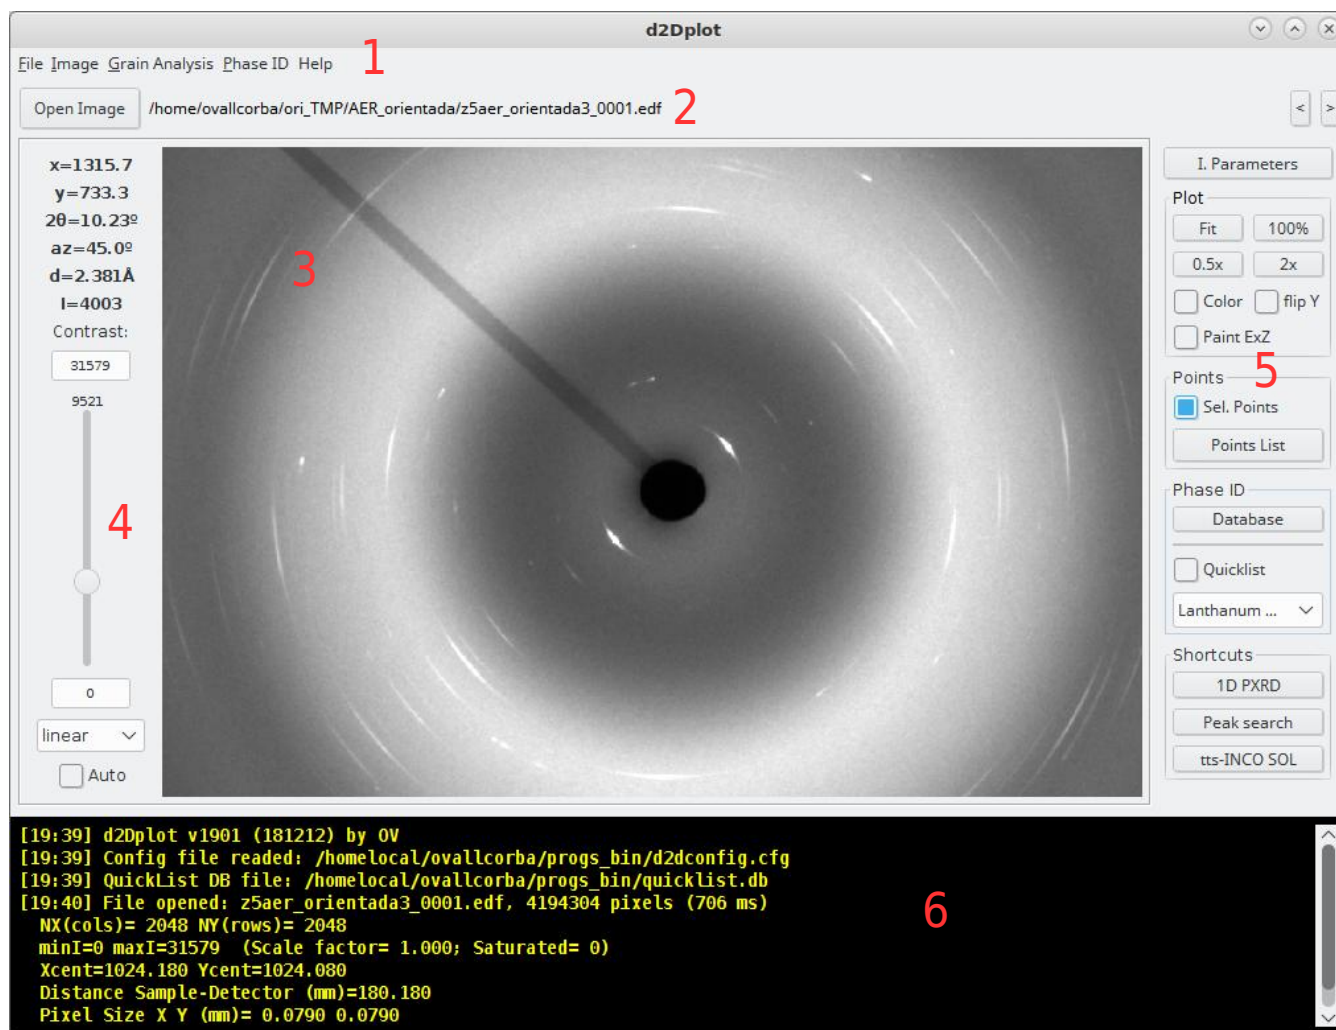 d2Dplot
File Image Grain Analysis Phase ID Help
1
Open Image /home/ovallcorba/ori_TMP/AER_orientada/z5aer_orientada3_0001.edf
2
< >
x=1315.7
y=733.3
2θ=10.23º
az=45.0º
d=2.381Å
I=4003
Contrast:
31579
9521
4
0
linear
Auto
3
I. Parameters
Plot
Fit 100%
0.5x 2x
Color flip Y
Paint ExZ
5
Points
Sel. Points
Points List
Phase ID
Database
Quicklist
Lanthanum ...
Shortcuts
1D PXRD
Peak search
tts-INCO SOL
[19:39] d2Dplot v1901 (181212) by OV
[19:39] Config file readed: /homelocal/ovallcorba/progs_bin/d2dconfig.cfg
[19:39] QuickList DB file: /homelocal/ovallcorba/progs_bin/quicklist.db
[19:40] File opened: z5aer_orientada3_0001.edf, 4194304 pixels (706 ms)
NX(cols)= 2048 NY(rows)= 2048
minI=0 maxI=31579 (Scale factor= 1.000; Saturated= 0)
Xcent=1024.180 Ycent=1024.080
Distance Sample-Detector (mm)=180.180
Pixel Size X Y (mm)= 0.0790 0.0790
6